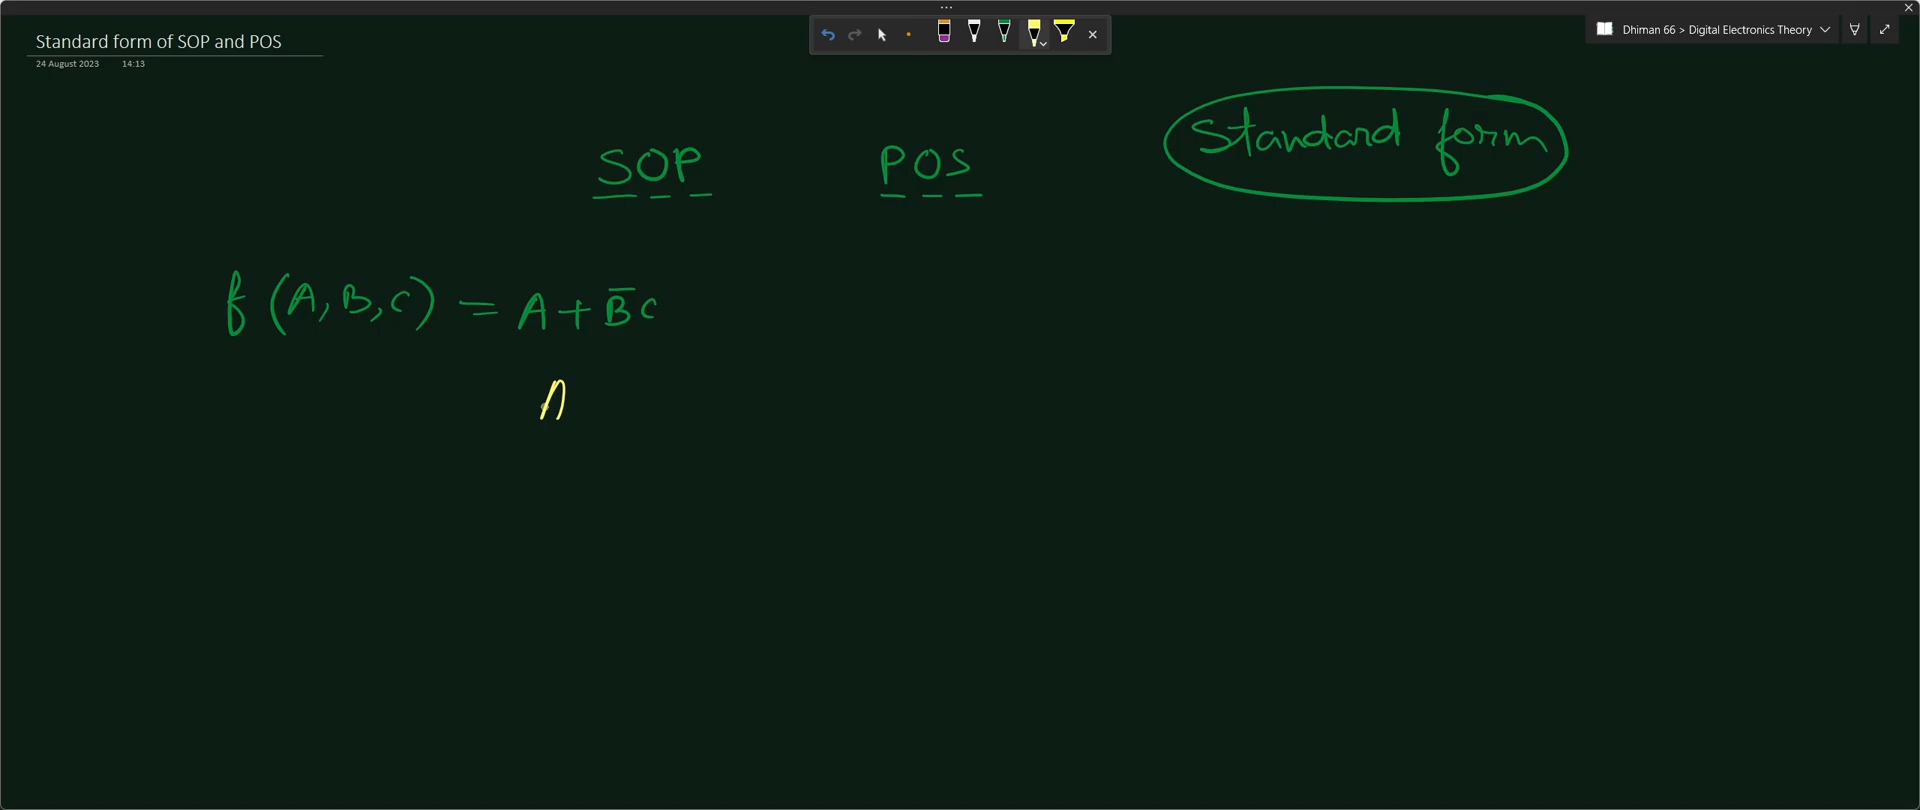 Standard form of SOP and POS
24 August 2023 14:13
Dhiman 66 > Digital Electronics Theory
Standard form
SOP POS
f (A, B, C) = A + B̅C